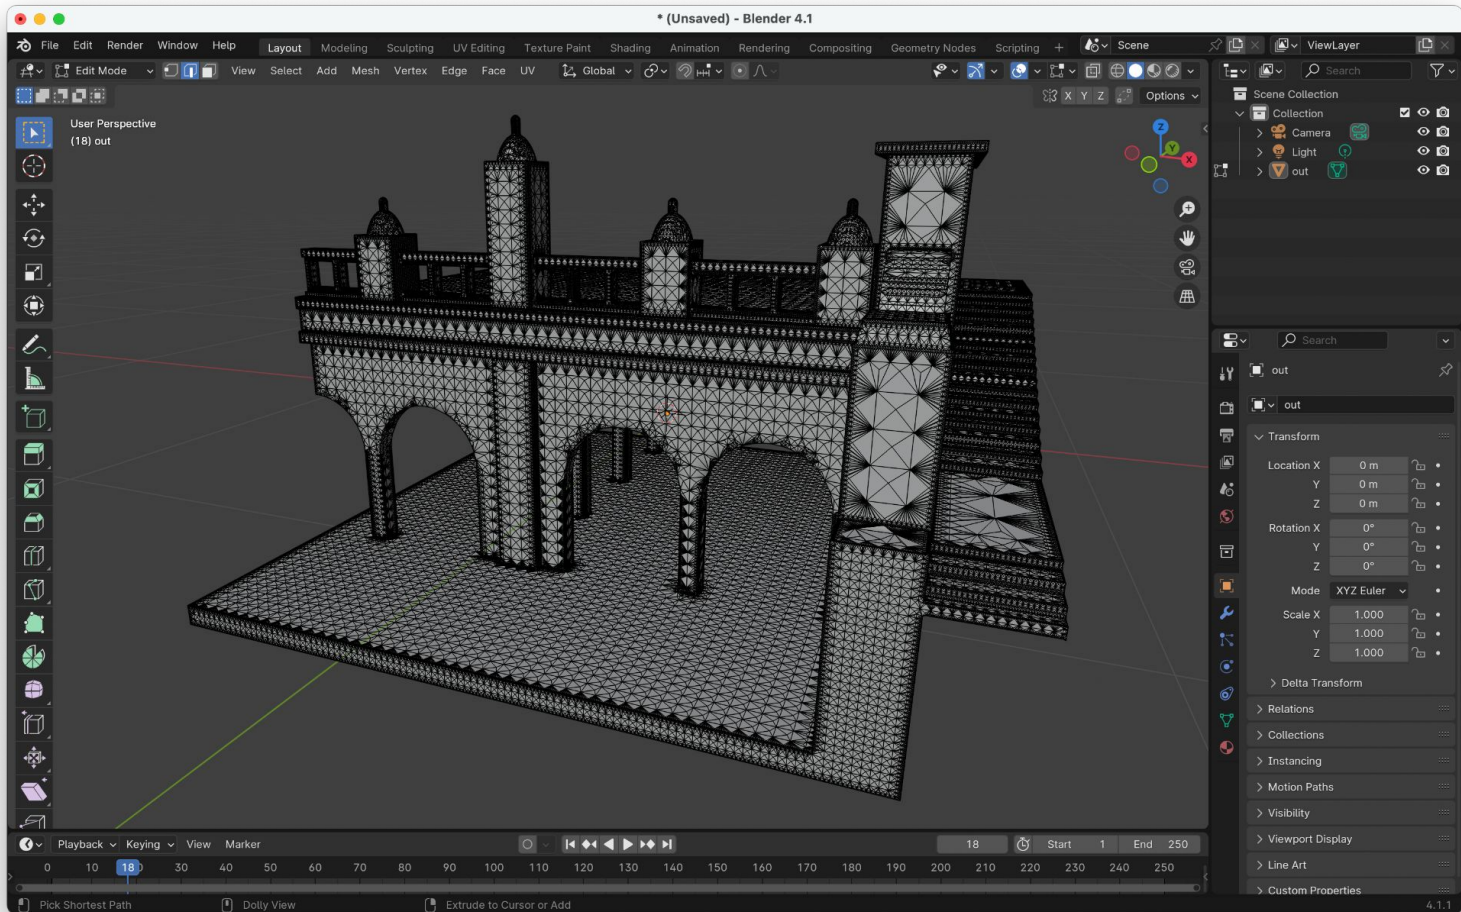 * (Unsaved) - Blender 4.1
File Edit Render Window Help Layout Modeling Sculpting UV Editing Texture Paint Shading Animation Rendering Compositing Geometry Nodes Scripting + Scene ViewLayer
Edit Mode View Select Add Mesh Vertex Edge Face UV Global Search
X Y Z Options
User Perspective
(18) out
Z
Y
X
Scene Collection
Collection
Camera
Light
out
Search
out
out
Transform
Location X 0 m
Y 0 m
Z 0 m
Rotation X 0°
Y 0°
Z 0°
Mode XYZ Euler
Scale X 1.000
Y 1.000
Z 1.000
Delta Transform
Relations
Collections
Instancing
Motion Paths
Visibility
Viewport Display
Line Art
Custom Properties
Playback Keying View Marker 18 Start 1 End 250
0 10 18 30 40 50 60 70 80 90 100 110 120 130 140 150 160 170 180 190 200 210 220 230 240 250
Pick Shortest Path Dolly View Extrude to Cursor or Add 4.1.1